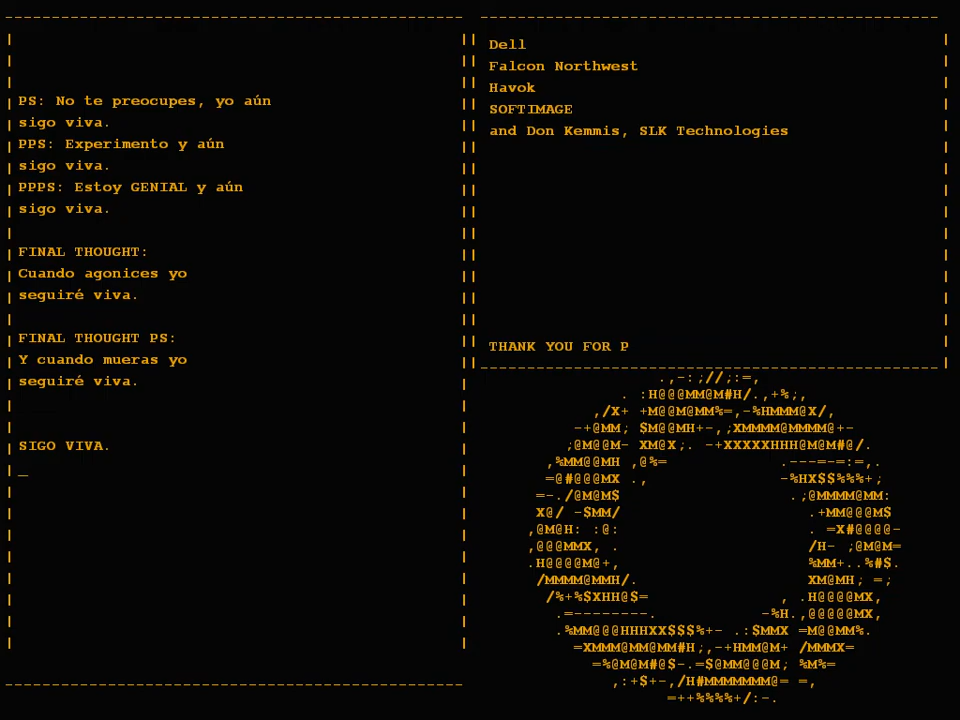 PS: No te preocupes, yo aún
sigo viva.
PPS: Experimento y aún
sigo viva.
PPPS: Estoy GENIAL y aún
sigo viva.
FINAL THOUGHT:
Cuando agonices yo
seguiré viva.
FINAL THOUGHT PS:
Y cuando mueras yo
seguiré viva.
SIGO VIVA.
_
Dell
Falcon Northwest
Havok
SOFTIMAGE
and Don Kemmis, SLK Technologies
THANK YOU FOR P